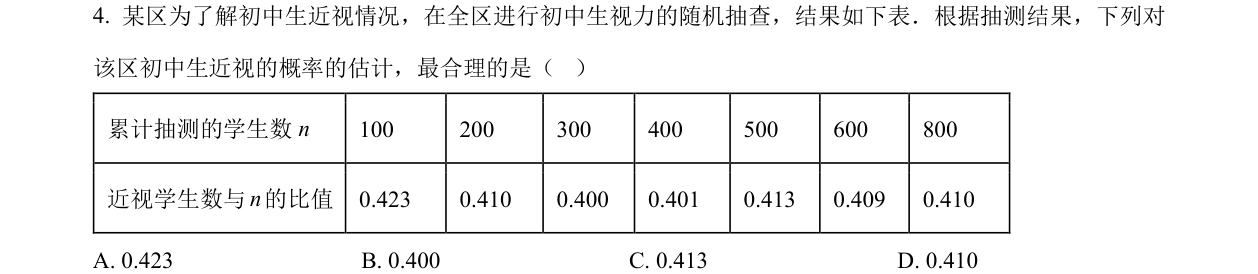 4. 某区为了解初中生近视情况，在全区进行初中生视力的随机抽查，结果如下表．根据抽测结果，下列对
该区初中生近视的概率的估计，最合理的是（ ）
累计抽测的学生数 n 100 200 300 400 500 600 800
近视学生数与 n 的比值 0.423 0.410 0.400 0.401 0.413 0.409 0.410
A. 0.423 B. 0.400 C. 0.413 D. 0.410